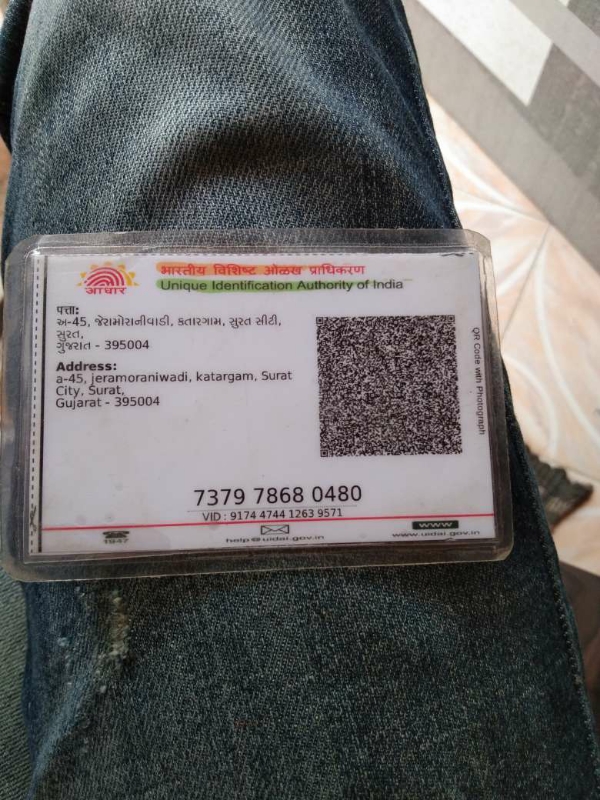 भारतीय विशिष्ट ओळख प्राधिकरण
Unique Identification Authority of India
आधार
पत्ता:
અ-45, જેરામોરાનીવાડી, કતારગામ, સુરત સીટી,
સુરત,
ગુજરાત - 395004
Address:
a-45, jeramoraniwadi, katargam, Surat
City, Surat,
Gujarat - 395004
QR Code with Photograph
7379 7868 0480
VID : 9174 4744 1263 9571
1947
help@uidai.gov.in
www
www.uidai.gov.in